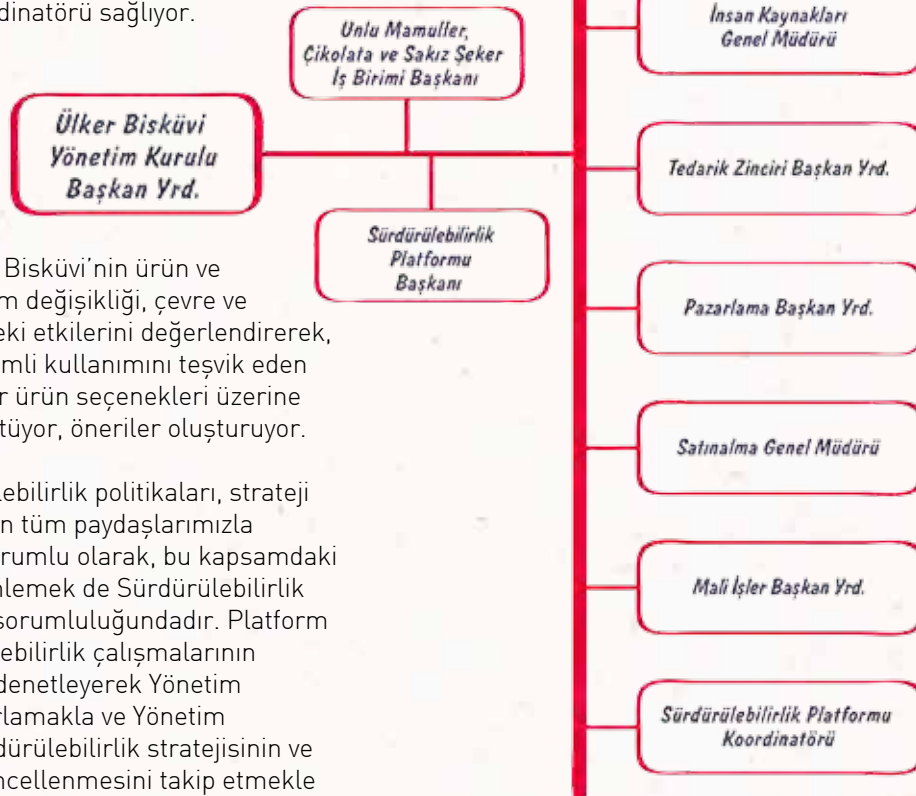 dinatörü sağlıyor.
Unlu Mamuller,
Çikolata ve Sakız Şeker
İş Birimi Başkanı
Ülker Bisküvi
Yönetim Kurulu
Başkan Yrd.
Sürdürülebilirlik
Platformu
Başkanı
Bisküvi'nin ürün ve
m değişikliği, çevre ve
eki etkilerini değerlendirerek,
mli kullanımını teşvik eden
r ürün seçenekleri üzerine
tüyor, öneriler oluşturuyor.
lebilirlik politikaları, strateji
n tüm paydaşlarımızla
rumlu olarak, bu kapsamdaki
nlemek de Sürdürülebilirlik
sorumluluğundadır. Platform
lebilirlik çalışmalarının
denetleyerek Yönetim
rlamakla ve Yönetim
dürülebilirlik stratejisinin ve
ncellenmesini takip etmekle
İnsan Kaynakları
Genel Müdürü
Tedarik Zinciri Başkan Yrd.
Pazarlama Başkan Yrd.
Satınalma Genel Müdürü
Mali İşler Başkan Yrd.
Sürdürülebilirlik Platformu
Koordinatörü